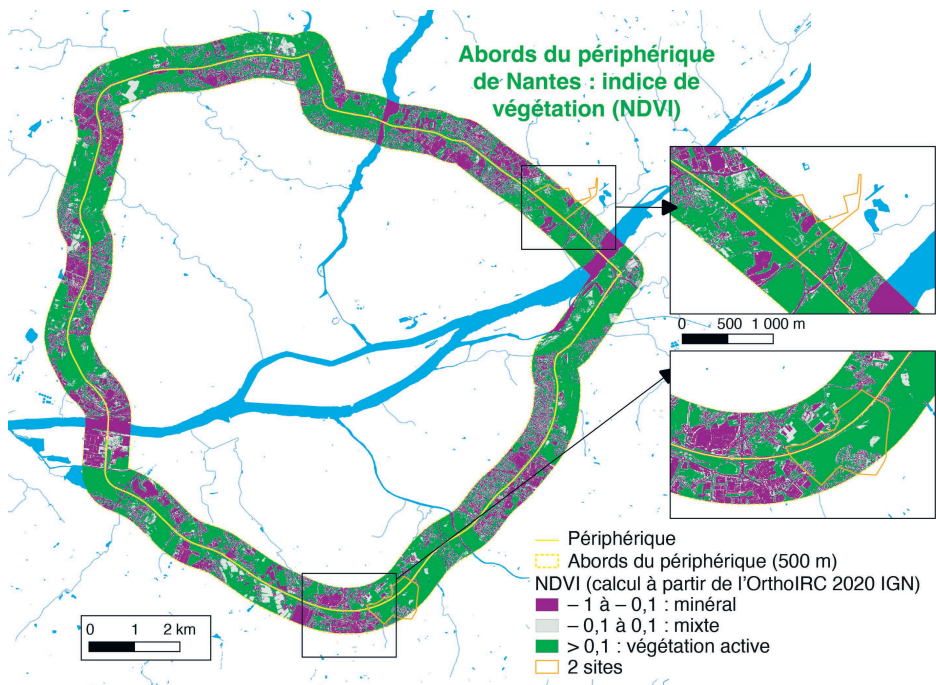 Abords du périphérique
de Nantes : indice de
végétation (NDVI)
0 500 1 000 m
Périphérique
Abords du périphérique (500 m)
NDVI (calcul à partir de l'OrthoIRC 2020 IGN)
– 1 à – 0,1 : minéral
– 0,1 à 0,1 : mixte
> 0,1 : végétation active
2 sites
0 1 2 km